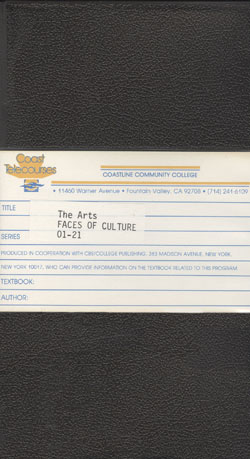 Coast
Telecourses
COASTLINE COMMUNITY COLLEGE
• 11460 Warner Avenue • Fountain Valley, CA 92708 • (714) 241-6109
TITLE
The Arts
FACES OF CULTURE
SERIES
01-21
PRODUCED IN COOPERATION WITH CBS/COLLEGE PUBLISHING, 383 MADISON AVENUE, NEW YORK,
NEW YORK 10017, WHO CAN PROVIDE INFORMATION ON THE TEXTBOOK RELATED TO THIS PROGRAM
TEXTBOOK:
AUTHOR: